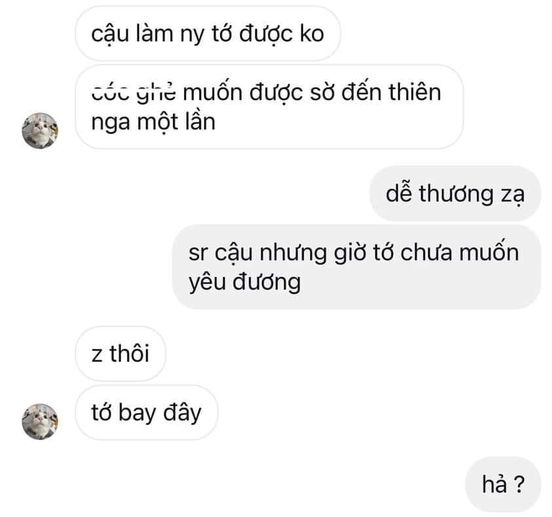 cậu làm ny tớ được ko
cóc ghẻ muốn được sờ đến thiên
nga một lần
dễ thương zạ
sr cậu nhưng giờ tớ chưa muốn
yêu đương
z thôi
tớ bay đây
hả ?